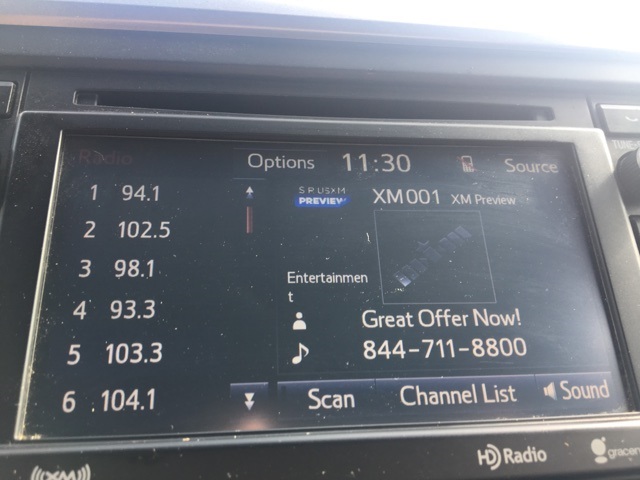 Radio
Options 11:30 Source
1 94.1
2 102.5
3 98.1
4 93.3
5 103.3
6 104.1
SIRIUSXM
PREVIEW
XM001 XM Preview
Entertainmen
t
Great Offer Now!
844-711-8800
Scan Channel List Sound
((XM))
HD Radio
gracen